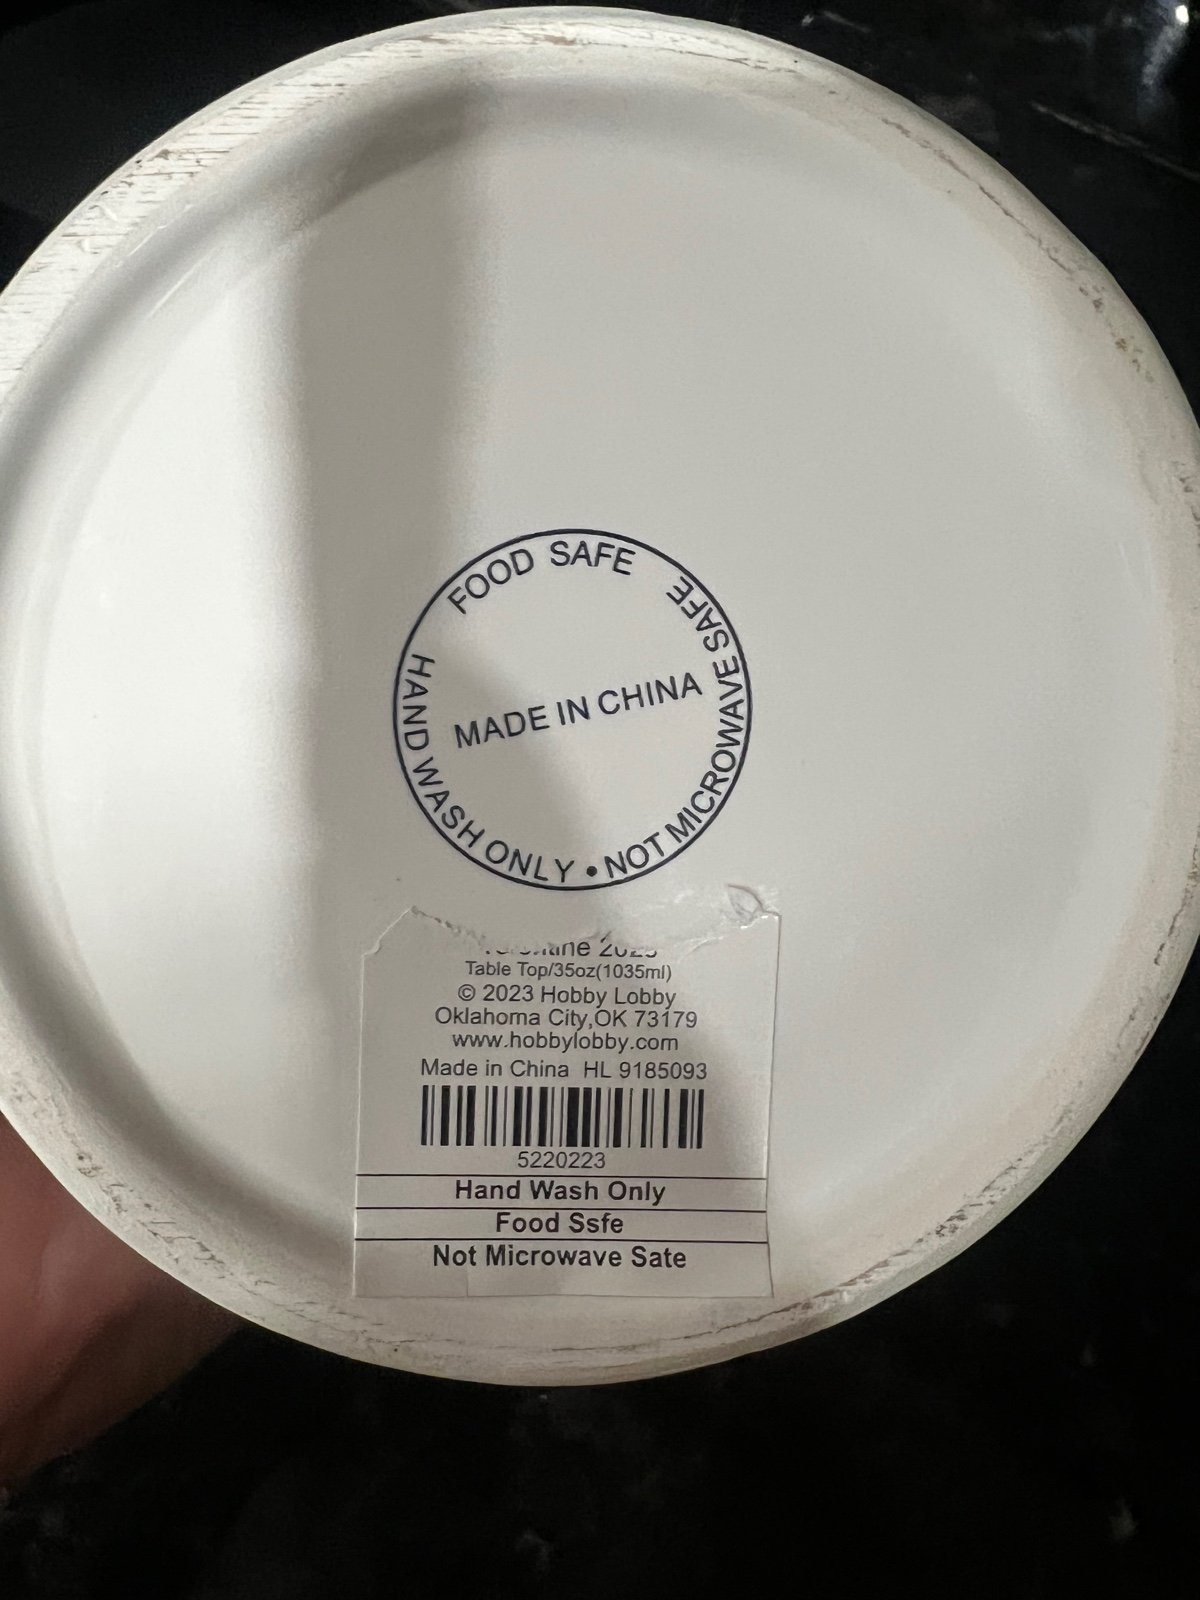 FOOD SAFE
NOT MICROWAVE SAFE
HAND WASH ONLY •
MADE IN CHINA
Table Top/35oz(1035ml)
© 2023 Hobby Lobby
Oklahoma City,OK 73179
www.hobbylobby.com
Made in China HL 9185093
5220223
Hand Wash Only
Food Ssfe
Not Microwave Sate